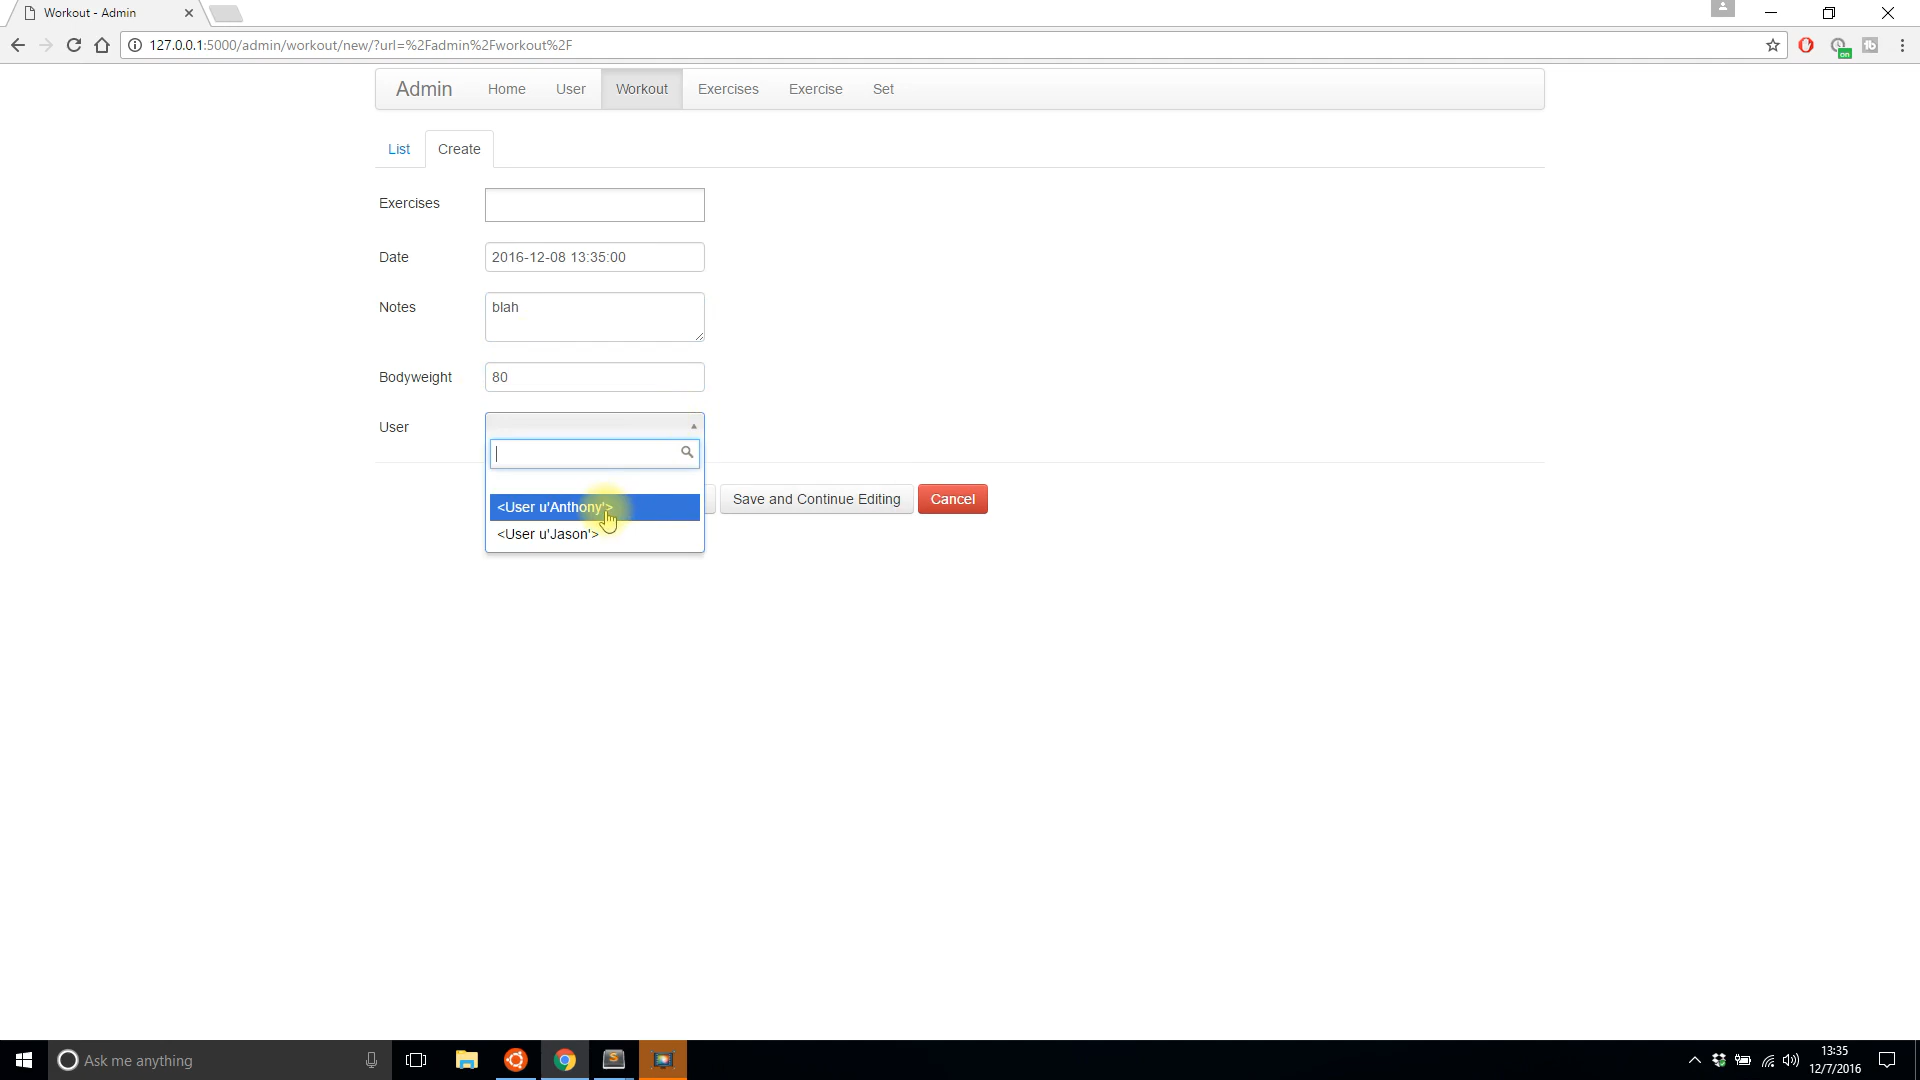 Workout - Admin
127.0.0.1:5000/admin/workout/new/?url=%2Fadmin%2Fworkout%2F
on
Admin Home User Workout Exercises Exercise Set
List Create
Exercises
Date 2016-12-08 13:35:00
Notes blah
Bodyweight 80
User
<User u'Anthony'>
<User u'Jason'>
Save and Continue Editing Cancel
Ask me anything
13:35
12/7/2016